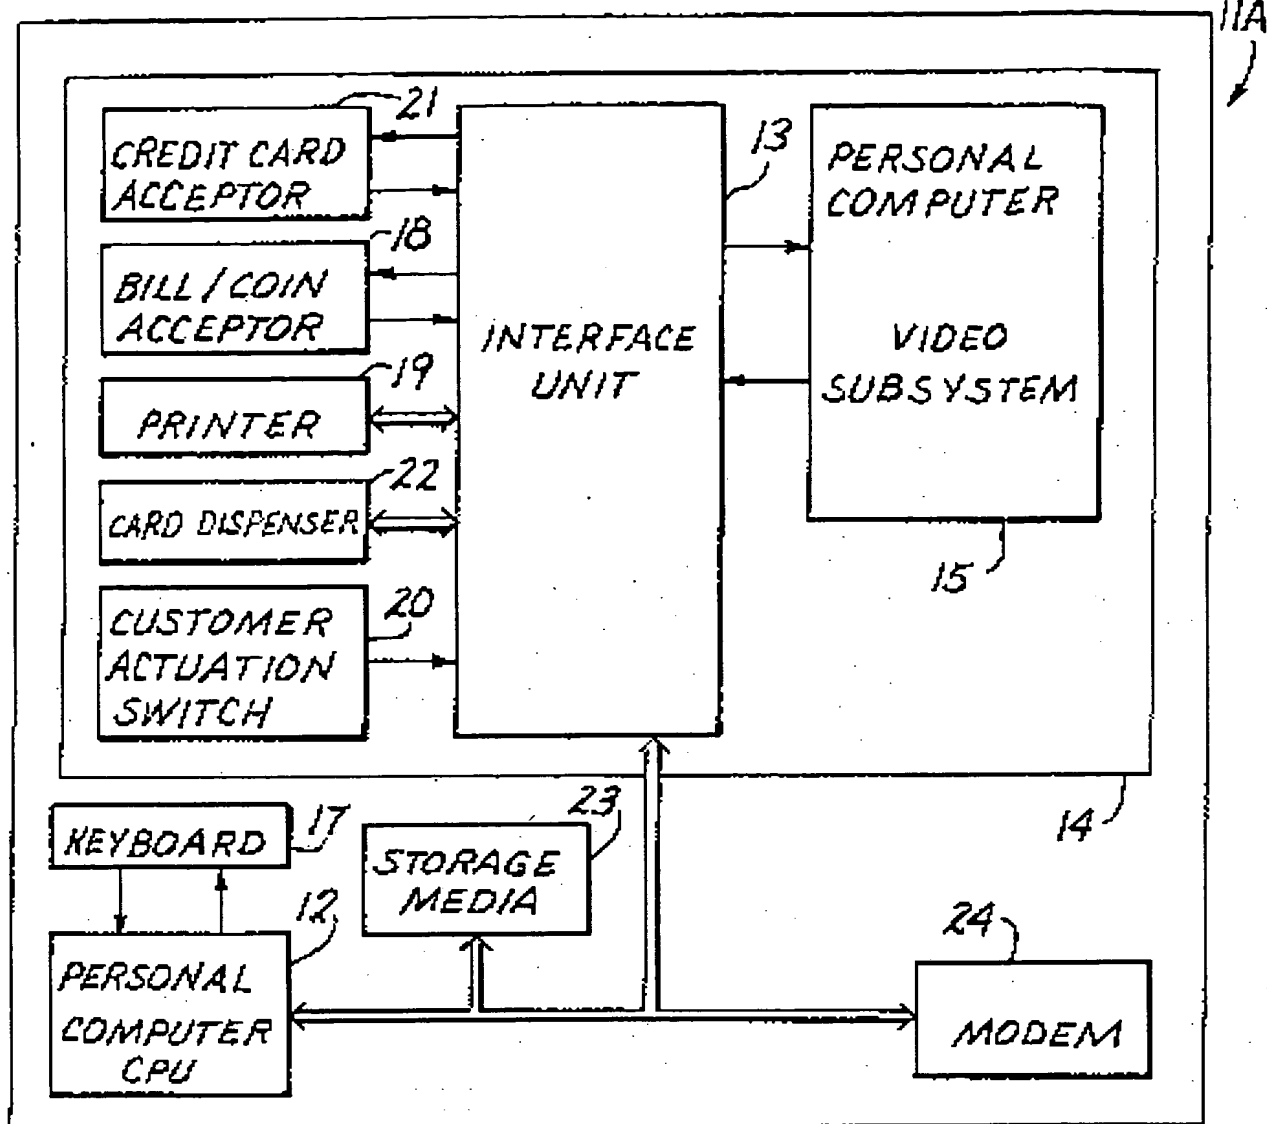 11A
21
CREDIT CARD
ACCEPTOR
18
BILL/COIN
ACCEPTOR
19
PRINTER
22
CARD DISPENSER
20
CUSTOMER
ACTUATION
SWITCH
INTERFACE
UNIT
13
PERSONAL
COMPUTER
VIDEO
SUBSYSTEM
15
14
KEYBOARD
17
23
STORAGE
MEDIA
12
PERSONAL
COMPUTER
CPU
24
MODEM